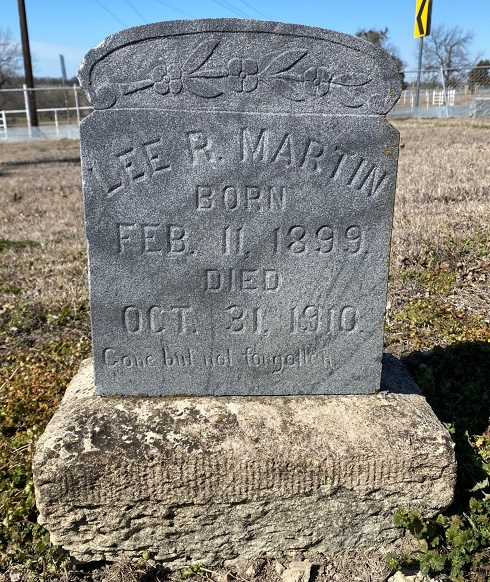 LEE R. MARTIN
BORN
FEB. 11, 1899.
DIED
OCT. 31, 1910.
Gone but not forgotten.